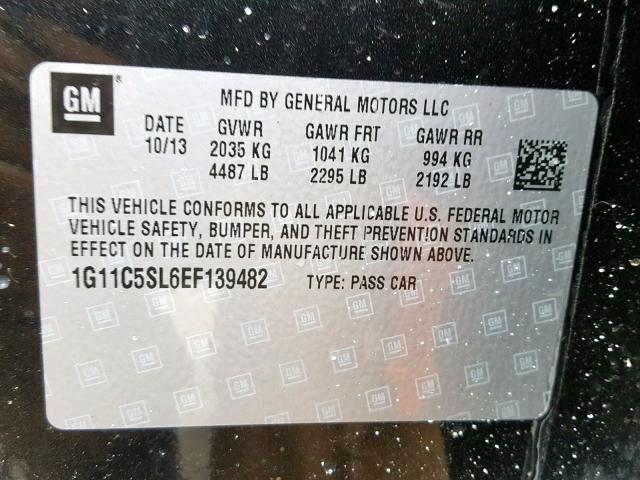 GM ®
MFD BY GENERAL MOTORS LLC
DATE GVWR GAWR FRT GAWR RR
10/13 2035 KG 1041 KG 994 KG
4487 LB 2295 LB 2192 LB
THIS VEHICLE CONFORMS TO ALL APPLICABLE U.S. FEDERAL MOTOR
VEHICLE SAFETY, BUMPER, AND THEFT PREVENTION STANDARDS IN
EFFECT ON THE DATE OF MANUFACTURE SHOWN ABOVE.
1G11C5SL6EF139482 TYPE: PASS CAR